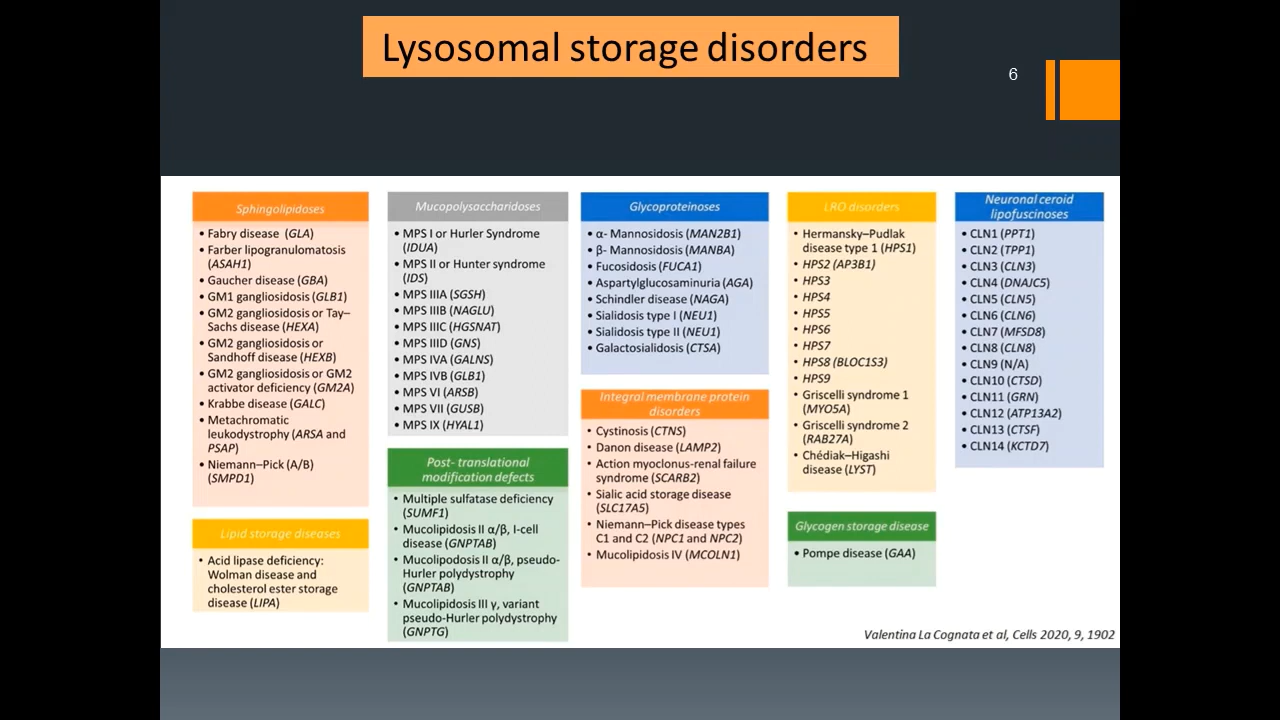 Lysosomal storage disorders
6
Sphingolipidoses
• Fabry disease (GLA)
• Farber lipogranulomatosis
(ASAH1)
• Gaucher disease (GBA)
• GM1 gangliosidosis (GLB1)
• GM2 gangliosidosis or Tay–
Sachs disease (HEXA)
• GM2 gangliosidosis or
Sandhoff disease (HEXB)
• GM2 gangliosidosis or GM2
activator deficiency (GM2A)
• Krabbe disease (GALC)
• Metachromatic
leukodystrophy (ARSA and
PSAP)
• Niemann–Pick (A/B)
(SMPD1)
Lipid storage diseases
• Acid lipase deficiency:
Wolman disease and
cholesterol ester storage
disease (LIPA)
Mucopolysaccharidoses
• MPS I or Hurler Syndrome
(IDUA)
• MPS II or Hunter syndrome
(IDS)
• MPS IIIA (SGSH)
• MPS IIIB (NAGLU)
• MPS IIIC (HGSNAT)
• MPS IIID (GNS)
• MPS IVA (GALNS)
• MPS IVB (GLB1)
• MPS VI (ARSB)
• MPS VII (GUSB)
• MPS IX (HYAL1)
Post- translational
modification defects
• Multiple sulfatase deficiency
(SUMF1)
• Mucolipidosis II α/β, I-cell
disease (GNPTAB)
• Mucolipodosis II α/β, pseudo-
Hurler polydystrophy
(GNPTAB)
• Mucolipidosis III γ, variant
pseudo-Hurler polydystrophy
(GNPTG)
Glycoproteinoses
• α- Mannosidosis (MAN2B1)
• β- Mannosidosis (MANBA)
• Fucosidosis (FUCA1)
• Aspartylglucosaminuria (AGA)
• Schindler disease (NAGA)
• Sialidosis type I (NEU1)
• Sialidosis type II (NEU1)
• Galactosialidosis (CTSA)
Integral membrane protein
disorders
• Cystinosis (CTNS)
• Danon disease (LAMP2)
• Action myoclonus-renal failure
syndrome (SCARB2)
• Sialic acid storage disease
(SLC17A5)
• Niemann–Pick disease types
C1 and C2 (NPC1 and NPC2)
• Mucolipidosis IV (MCOLN1)
LRO disorders
• Hermansky–Pudlak
disease type 1 (HPS1)
• HPS2 (AP3B1)
• HPS3
• HPS4
• HPS5
• HPS6
• HPS7
• HPS8 (BLOC1S3)
• HPS9
• Griscelli syndrome 1
(MYO5A)
• Griscelli syndrome 2
(RAB27A)
• Chédiak–Higashi
disease (LYST)
Glycogen storage disease
• Pompe disease (GAA)
Neuronal ceroid
lipofuscinoses
• CLN1 (PPT1)
• CLN2 (TPP1)
• CLN3 (CLN3)
• CLN4 (DNAJC5)
• CLN5 (CLN5)
• CLN6 (CLN6)
• CLN7 (MFSD8)
• CLN8 (CLN8)
• CLN9 (N/A)
• CLN10 (CTSD)
• CLN11 (GRN)
• CLN12 (ATP13A2)
• CLN13 (CTSF)
• CLN14 (KCTD7)
Valentina La Cognata et al, Cells 2020, 9, 1902